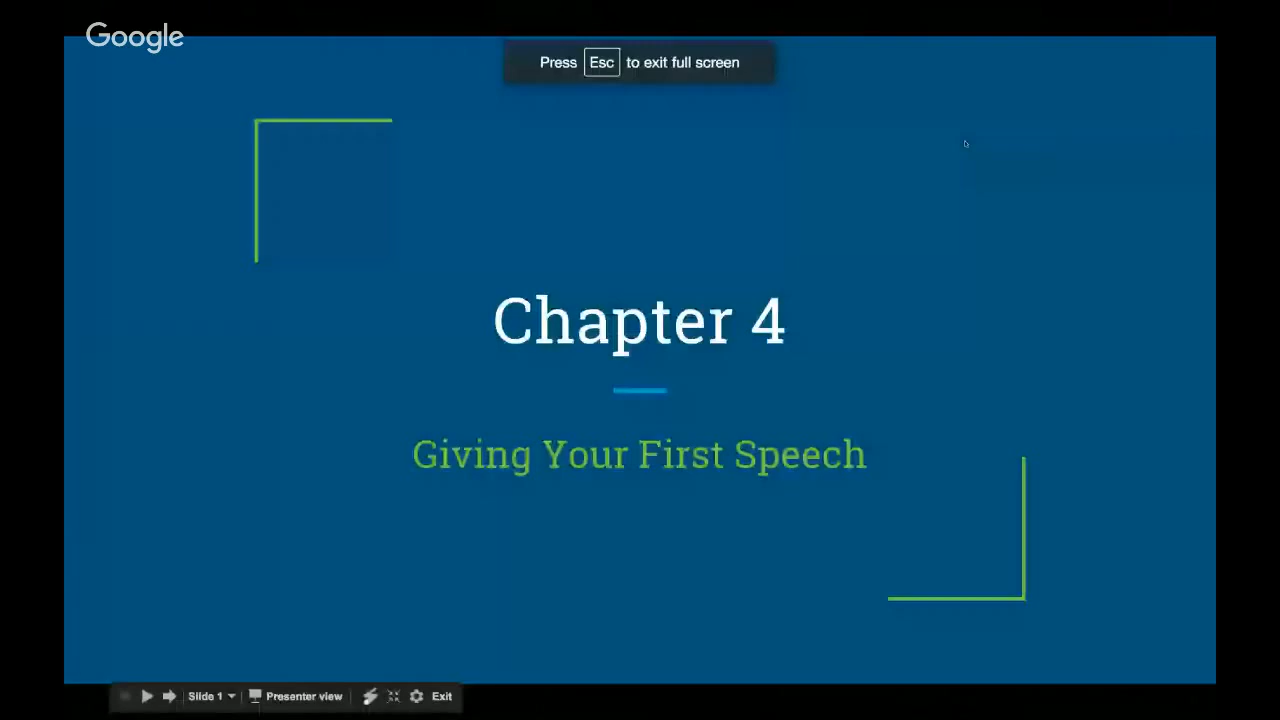 Google
Press Esc to exit full screen
Chapter 4
Giving Your First Speech
Slide 1 Presenter view Exit